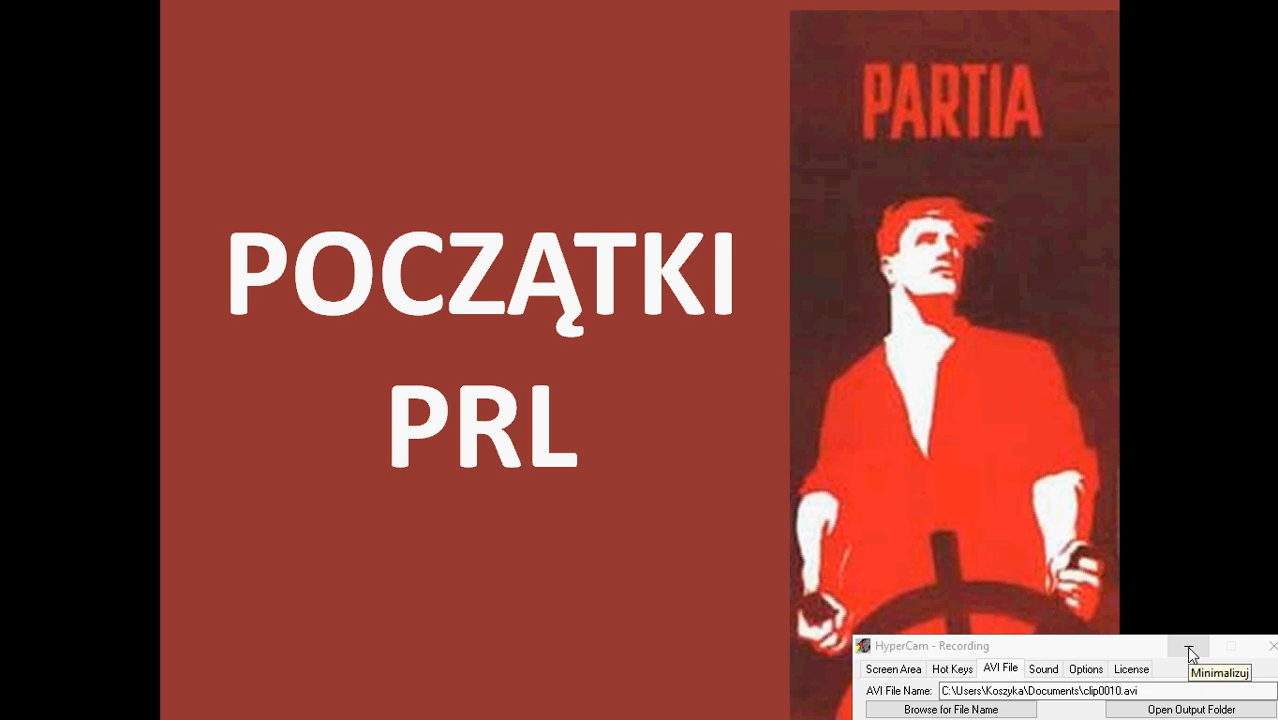 PARTIA
POCZĄTKI
PRL
HyperCam - Recording
Minimalizuj
Screen Area Hot Keys AVI File Sound Options License
AVI File Name: C:\Users\Koszyka\Documents\clip0010.avi
Browse for File Name Open Output Folder